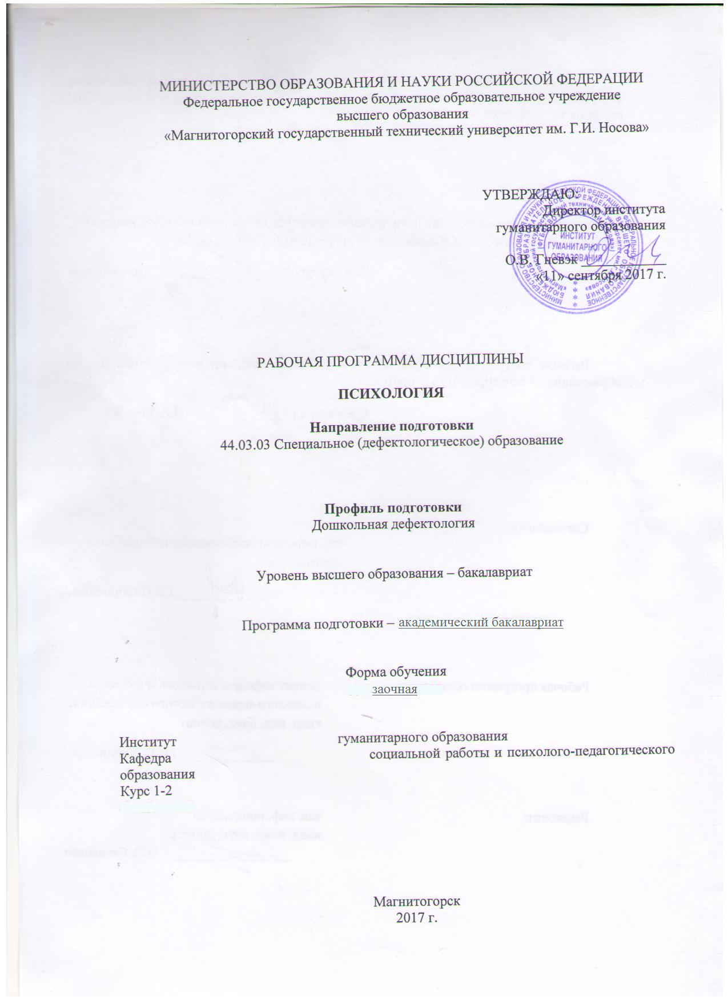 МИНИСТЕРСТВО ОБРАЗОВАНИЯ И НАУКИ РОССИЙСКОЙ ФЕДЕРАЦИИ
Федеральное государственное бюджетное образовательное учреждение
высшего образования
«Магнитогорский государственный технический университет им. Г.И. Носова»
УТВЕРЖДАЮ:
Директор института
гуманитарного образования
О.В. Гневэк
«11» сентября 2017 г.
ИНСТИТУТ
ГУМАНИТАРНОГО
ОБРАЗОВАНИЯ
РАБОЧАЯ ПРОГРАММА ДИСЦИПЛИНЫ
ПСИХОЛОГИЯ
Направление подготовки
44.03.03 Специальное (дефектологическое) образование
Профиль подготовки
Дошкольная дефектология
Уровень высшего образования – бакалавриат
Программа подготовки – академический бакалавриат
Форма обучения
заочная
Институт гуманитарного образования
Кафедра социальной работы и психолого-педагогического
образования
Курс 1-2
Магнитогорск
2017 г.